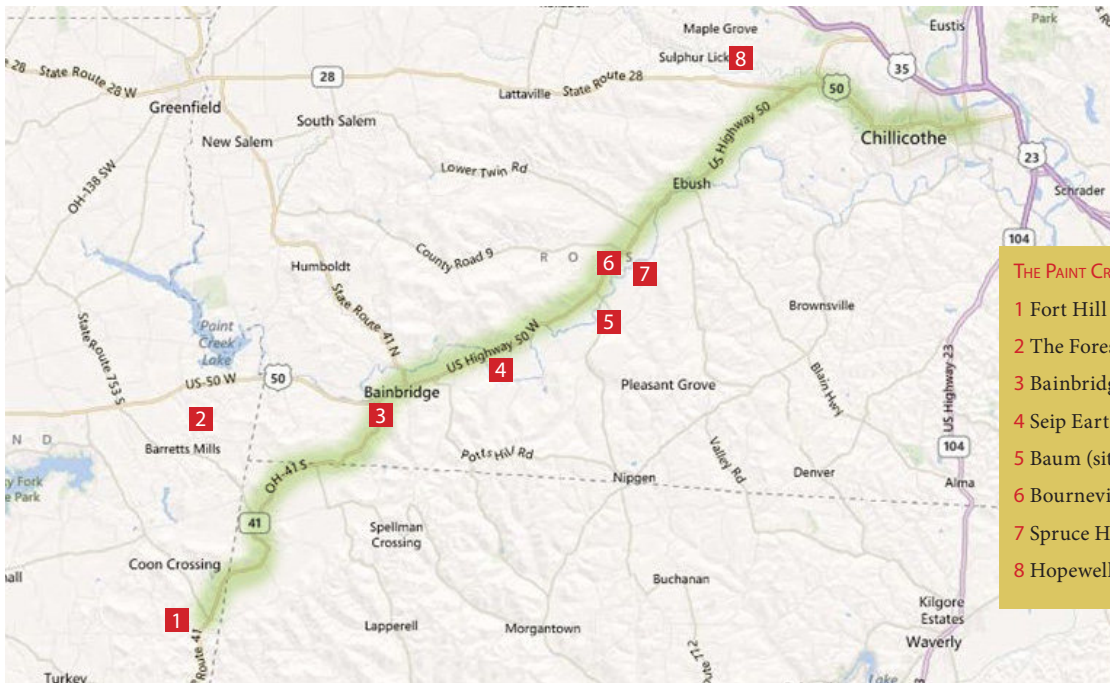 Maple Grove
Eustis
Park
Sulphur Lick
8
28
State Route 28 W
28
State Route 28
35
50
Lattaville
Greenfield
South Salem
New Salem
Chillicothe
US Highway 50
23
OH-138 SW
Lower Twin Rd
Ebush
Schrader
104
County Road 9
R O S S
6
7
Humboldt
State Route 41 N
Brownsville
5
Paint
Creek
Lake
State Route 753 S
US Highway 50 W
4
US-50 W
50
Bainbridge
3
Pleasant Grove
Blain Hwy
US Highway 23
2
N D
Barretts Mills
Potts Hill Rd
Valley Rd
104
Nipgen
Denver
Alma
OH-41 S
41
Spellman
Crossing
Coon Crossing
Buchanan
1
Lapperell
Morgantown
Kilgore
Estates
Waverly
Route 41
Turkey
Lake
THE PAINT CR
1 Fort Hill
2 The Fores
3 Bainbridg
4 Seip Eart
5 Baum (sit
6 Bournevi
7 Spruce H
8 Hopewell